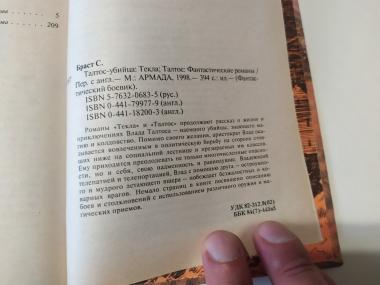 5
209
Браст С.
Талтос-убийца: Текла; Талтос: Фантастические романы /
Пер. с англ.— М.: АРМАДА, 1998.— 394 с.: ил.— (Фантас-
тический боевик).
ISBN 5-7632-0683-5 (рус.)
ISBN 0-441-79977-9 (англ.)
ISBN 0-441-18200-3 (англ.)
Романы «Текла» и «Талтос» продолжают рассказ о жизни и
приключениях Влада Талтоса — наемного убийцы, знающего ма-
гию и колдовство. Помимо своего желания, аристократ Влад ока-
зывается вовлеченным в политическую борьбу на стороне стоя-
щих ниже на социальной лестнице и презираемых им классов.
Ему приходится преодолевать не только многочисленные опасно-
сти, но и себя, свою надменность и равнодушие. Владеющий
телепатией и телепортацией, Влад с помощью друга — остроумно-
го и мудрого летающего ящера — побеждает безжалостных и ко-
варных врагов. Немало страниц в книге посвящено описанию
боев и столкновений с использованием различного оружия и ма-
гических приемов.
УДК 82-312.9(02)
ББК 84(7)-445я5